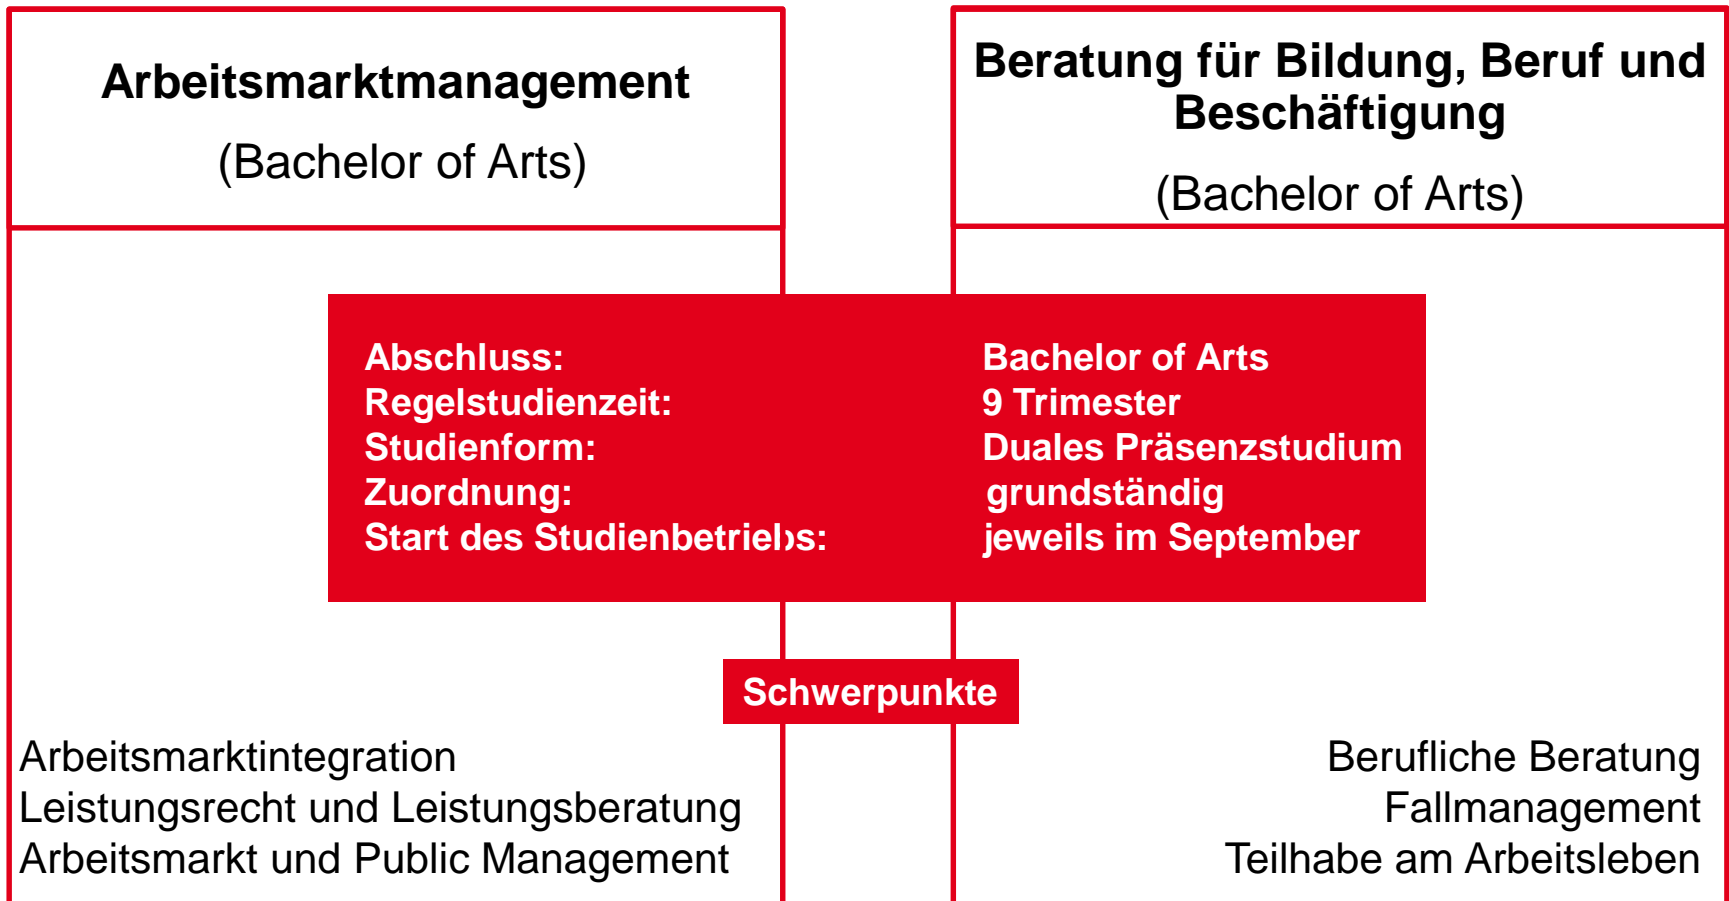 Arbeitsmarktmanagement
(Bachelor of Arts)
Beratung für Bildung, Beruf und
Beschäftigung
(Bachelor of Arts)
Abschluss: Bachelor of Arts
Regelstudienzeit: 9 Trimester
Studienform: Duales Präsenzstudium
Zuordnung: grundständig
Start des Studienbetriebs: jeweils im September
Schwerpunkte
Arbeitsmarktintegration
Leistungsrecht und Leistungsberatung
Arbeitsmarkt und Public Management
Berufliche Beratung
Fallmanagement
Teilhabe am Arbeitsleben